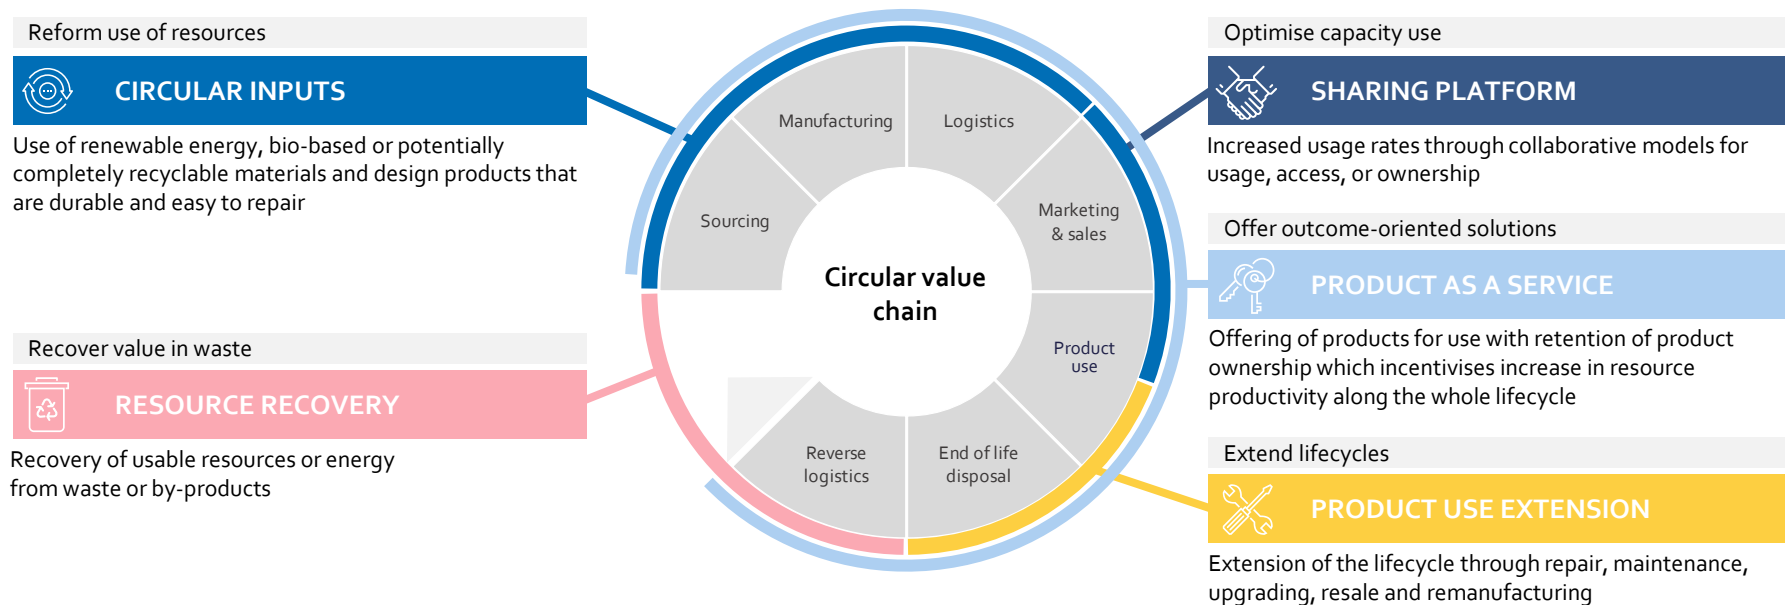 Reform use of resources
CIRCULAR INPUTS
Use of renewable energy, bio-based or potentially
completely recyclable materials and design products that
are durable and easy to repair
Recover value in waste
RESOURCE RECOVERY
Recovery of usable resources or energy
from waste or by-products
Manufacturing
Logistics
Sourcing
Marketing
& sales
Circular value
chain
Product
use
Reverse
logistics
End of life
disposal
Optimise capacity use
SHARING PLATFORM
Increased usage rates through collaborative models for
usage, access, or ownership
Offer outcome-oriented solutions
PRODUCT AS A SERVICE
Offering of products for use with retention of product
ownership which incentivises increase in resource
productivity along the whole lifecycle
Extend lifecycles
PRODUCT USE EXTENSION
Extension of the lifecycle through repair, maintenance,
upgrading, resale and remanufacturing